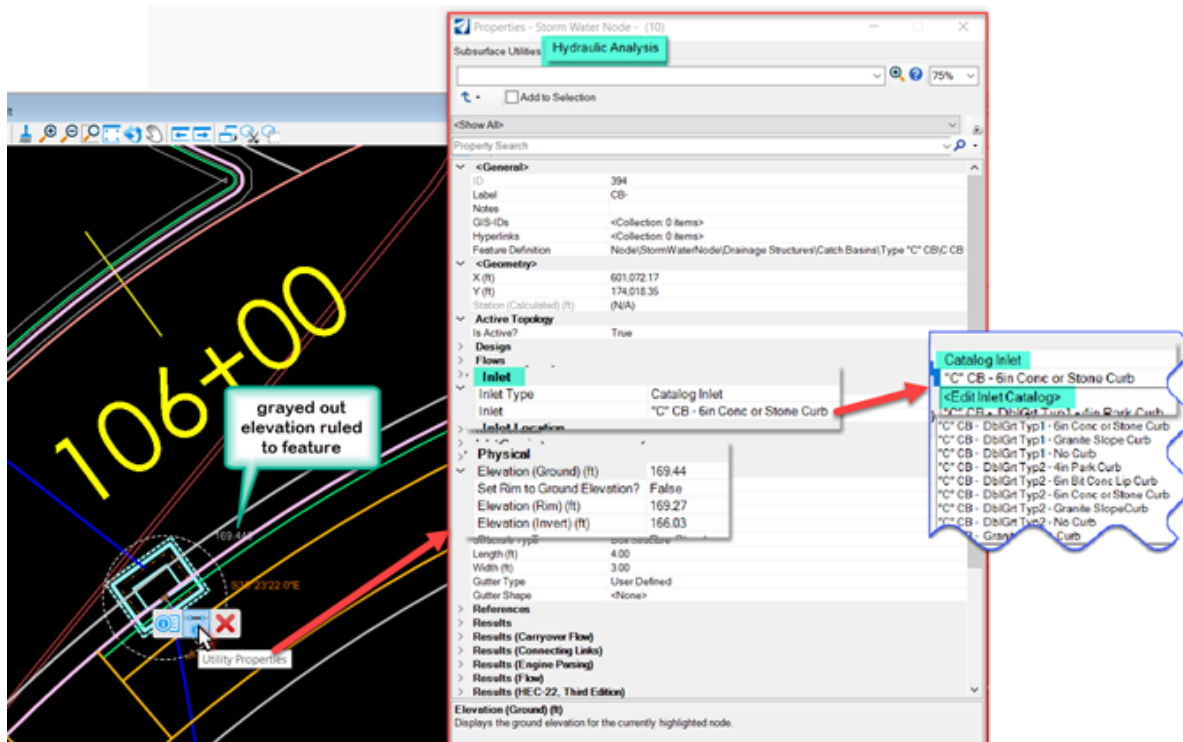 Properties - Storm Water Node - (10)
Subsurface Utilities Hydraulic Analysis
75%
Add to Selection
<Show All>
Property Search
<General>
ID 394
Label CB-
Notes
GIS-IDs <Collection: 0 items>
Hyperlinks <Collection: 0 items>
Feature Definition Node\StormWaterNode\Drainage Structures\Catch Basins\Type "C" CB\C CB
<Geometry>
X (ft) 601,072.17
Y (ft) 174,018.35
Station (Calculated) (ft) (N/A)
Active Topology
Is Active? True
Design
Flows
Inlet
Inlet Type Catalog Inlet
Inlet "C" CB - 6in Conc or Stone Curb
Inlet Location
Physical
Elevation (Ground) (ft) 169.44
Set Rim to Ground Elevation? False
Elevation (Rim) (ft) 169.27
Elevation (Invert) (ft) 166.03
Length (ft) 4.00
Width (ft) 3.00
Gutter Type User Defined
Gutter Shape <None>
References
Results
Results (Carryover Flow)
Results (Connecting Links)
Results (Engine Parsing)
Results (Flow)
Results (HEC-22, Third Edition)
Elevation (Ground) (ft)
Displays the ground elevation for the currently highlighted node.
106+00
grayed out
elevation ruled
to feature
Utility Properties
Catalog Inlet
"C" CB - 6in Conc or Stone Curb
<Edit Inlet Catalog>
"C" CB - DblGrt Typ1 - 4in Park Curb
"C" CB - DblGrt Typ1 - 6in Conc or Stone Curb
"C" CB - DblGrt Typ1 - Granite Slope Curb
"C" CB - DblGrt Typ1 - No Curb
"C" CB - DblGrt Typ2 - 4in Park Curb
"C" CB - DblGrt Typ2 - 6in Bit Conc Lip Curb
"C" CB - DblGrt Typ2 - 6in Conc or Stone Curb
"C" CB - DblGrt Typ2 - Granite SlopeCurb
"C" CB - DblGrt Typ2 - No Curb
Curb